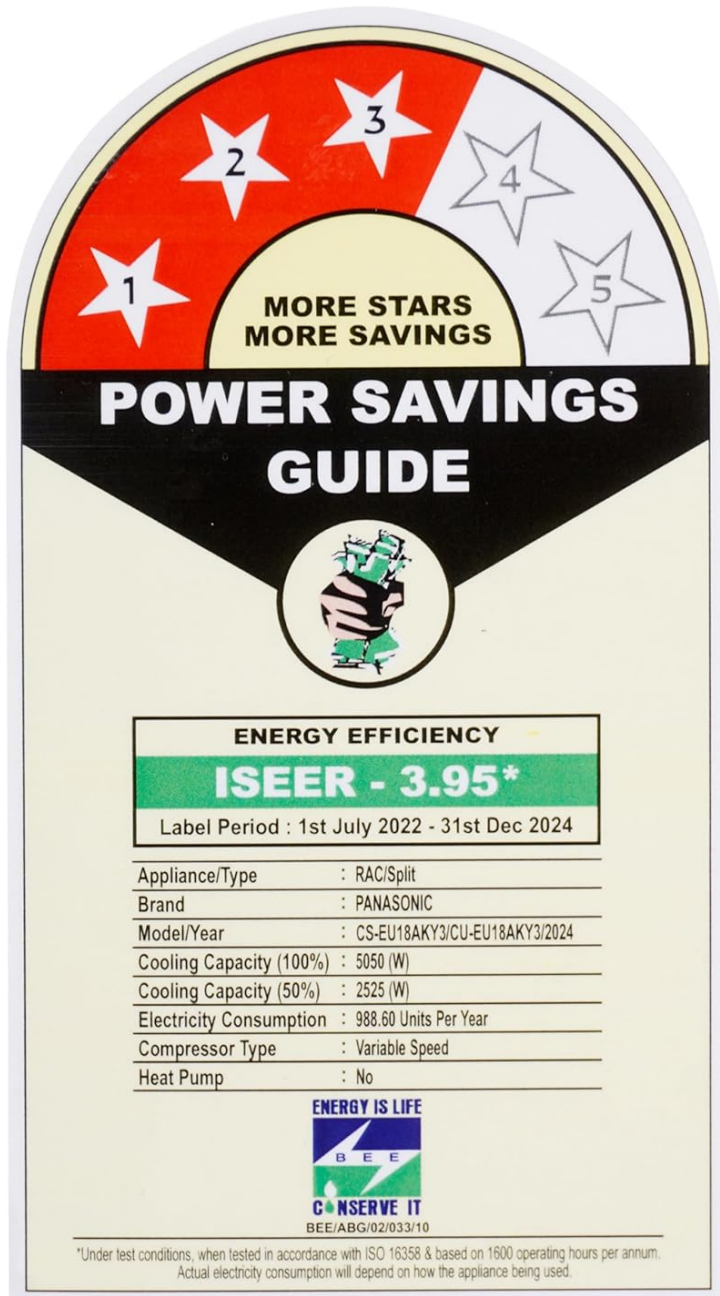 1
2
3
4
5
MORE STARS
MORE SAVINGS
POWER SAVINGS
GUIDE
ENERGY EFFICIENCY
ISEER - 3.95*
Label Period : 1st July 2022 - 31st Dec 2024
Appliance/Type : RAC/Split
Brand : PANASONIC
Model/Year : CS-EU18AKY3/CU-EU18AKY3/2024
Cooling Capacity (100%) : 5050 (W)
Cooling Capacity (50%) : 2525 (W)
Electricity Consumption : 988.60 Units Per Year
Compressor Type : Variable Speed
Heat Pump : No
ENERGY IS LIFE
BEE
CONSERVE IT
BEE/ABG/02/033/10
*Under test conditions, when tested in accordance with ISO 16358 & based on 1600 operating hours per annum.
Actual electricity consumption will depend on how the appliance being used.